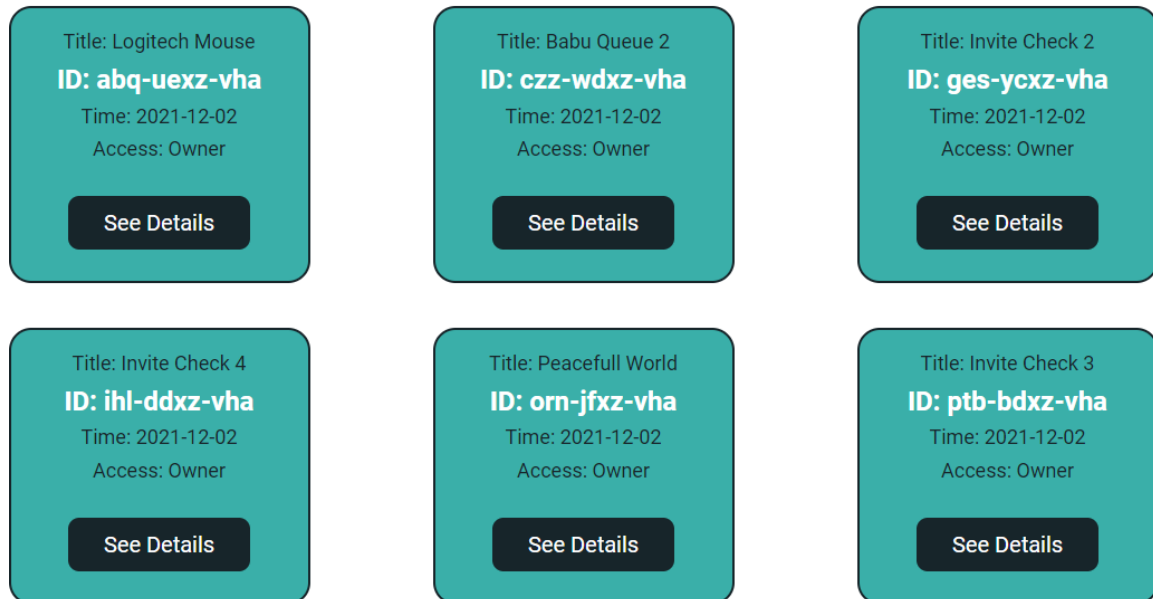 Title: Logitech Mouse
ID: abq-uexz-vha
Time: 2021-12-02
Access: Owner
See Details
Title: Babu Queue 2
ID: czz-wdxz-vha
Time: 2021-12-02
Access: Owner
See Details
Title: Invite Check 2
ID: ges-ycxz-vha
Time: 2021-12-02
Access: Owner
See Details
Title: Invite Check 4
ID: ihl-ddxz-vha
Time: 2021-12-02
Access: Owner
See Details
Title: Peacefull World
ID: orn-jfxz-vha
Time: 2021-12-02
Access: Owner
See Details
Title: Invite Check 3
ID: ptb-bdxz-vha
Time: 2021-12-02
Access: Owner
See Details